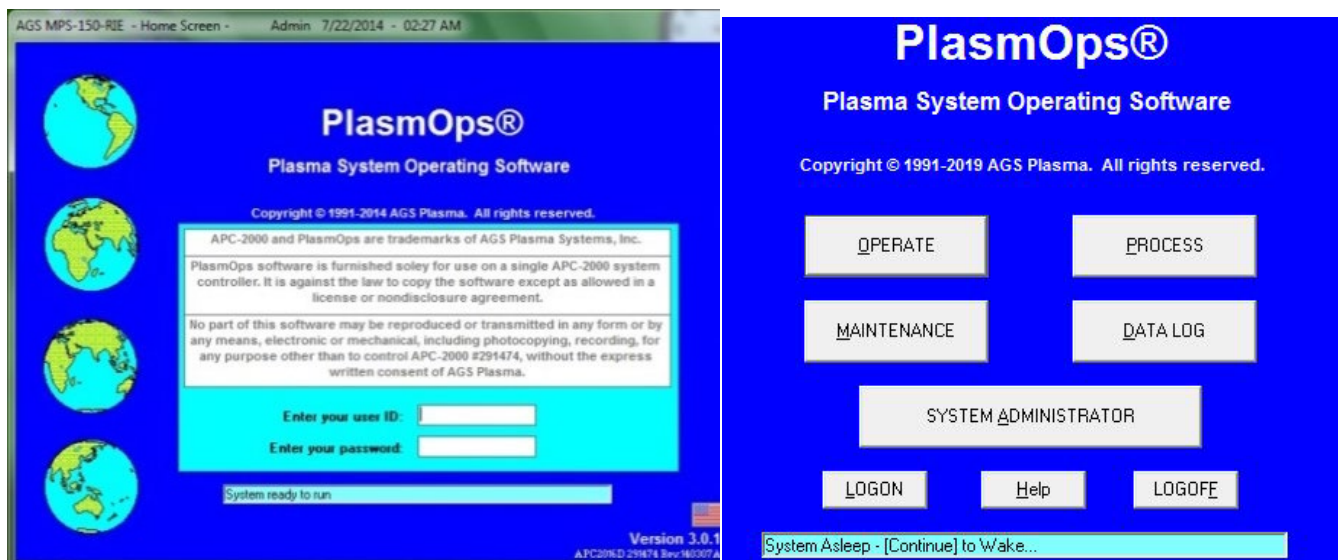 AGS MPS-150-RIE - Home Screen - Admin 7/22/2014 - 02:27 AM
PlasmOps®
Plasma System Operating Software
Copyright © 1991-2014 AGS Plasma. All rights reserved.
APC-2000 and PlasmOps are trademarks of AGS Plasma Systems, Inc.
PlasmOps software is furnished soley for use on a single APC-2000 system
controller. It is against the law to copy the software except as allowed in a
license or nondisclosure agreement.
No part of this software may be reproduced or transmitted in any form or by
any means, electronic or mechanical, including photocopying, recording, for
any purpose other than to control APC-2000 #291474, without the express
written consent of AGS Plasma.
Enter your user ID:
Enter your password:
System ready to run
Version 3.0.1
PlasmOps®
Plasma System Operating Software
Copyright © 1991-2019 AGS Plasma. All rights reserved.
OPERATE
PROCESS
MAINTENANCE
DATA LOG
SYSTEM ADMINISTRATOR
LOGON
Help
LOGOFF
System Asleep - [Continue] to Wake...